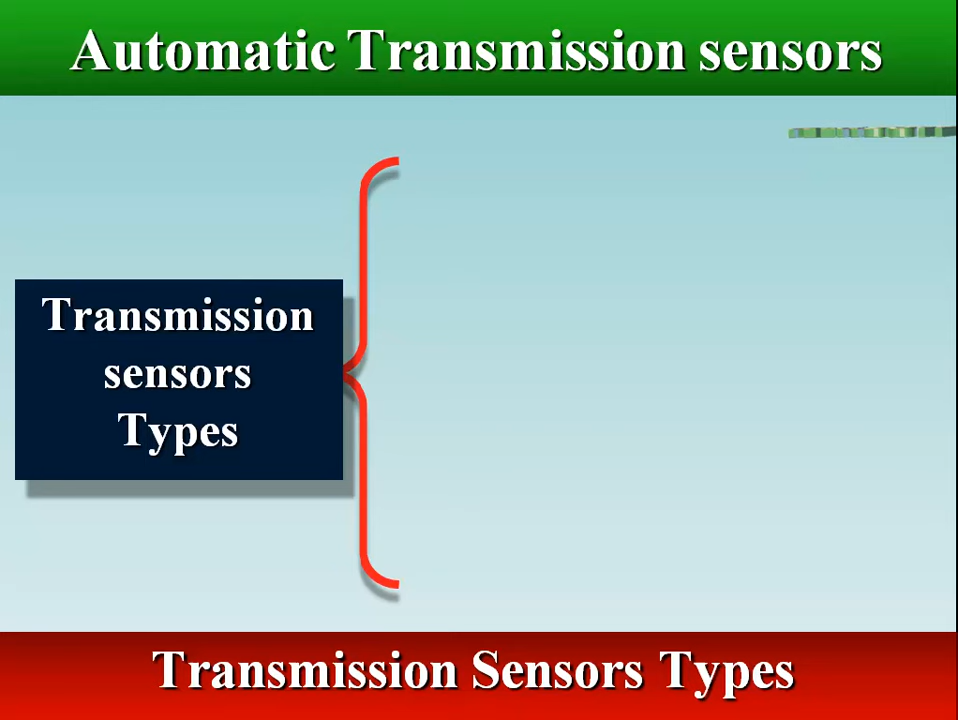 Automatic Transmission sensors
Transmission
sensors
Types
Transmission Sensors Types